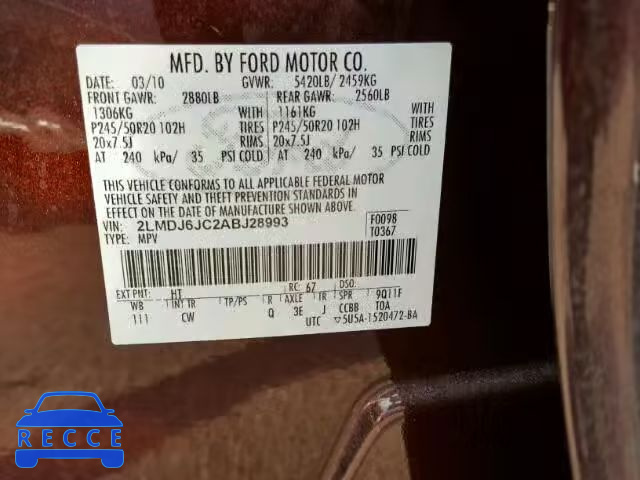 MFD. BY FORD MOTOR CO.
DATE: 03/10 GVWR: 5420LB/ 2459KG
FRONT GAWR: 2880LB REAR GAWR: 2560LB
1306KG WITH 1161KG WITH
P245/50R20 102H TIRES P245/50R20 102H TIRES
20x7.5J RIMS 20x7.5J RIMS
AT 240 kPa/ 35 PSI COLD AT 240 kPa/ 35 PSI COLD
THIS VEHICLE CONFORMS TO ALL APPLICABLE FEDERAL MOTOR
VEHICLE SAFETY AND THEFT PREVENTION STANDARDS IN
EFFECT ON THE DATE OF MANUFACTURE SHOWN ABOVE.
VIN: 2LMDJ6JC2ABJ28993 F0098
TYPE: MPV T0367
EXT PNT: HT RC: 67 DSO:
WB INT TR TP/PS R AXLE TR SPR 9Q11F
111 CW Q 3E J CCBB TOA
UTC 5U5A-1520472-BA
RECCE